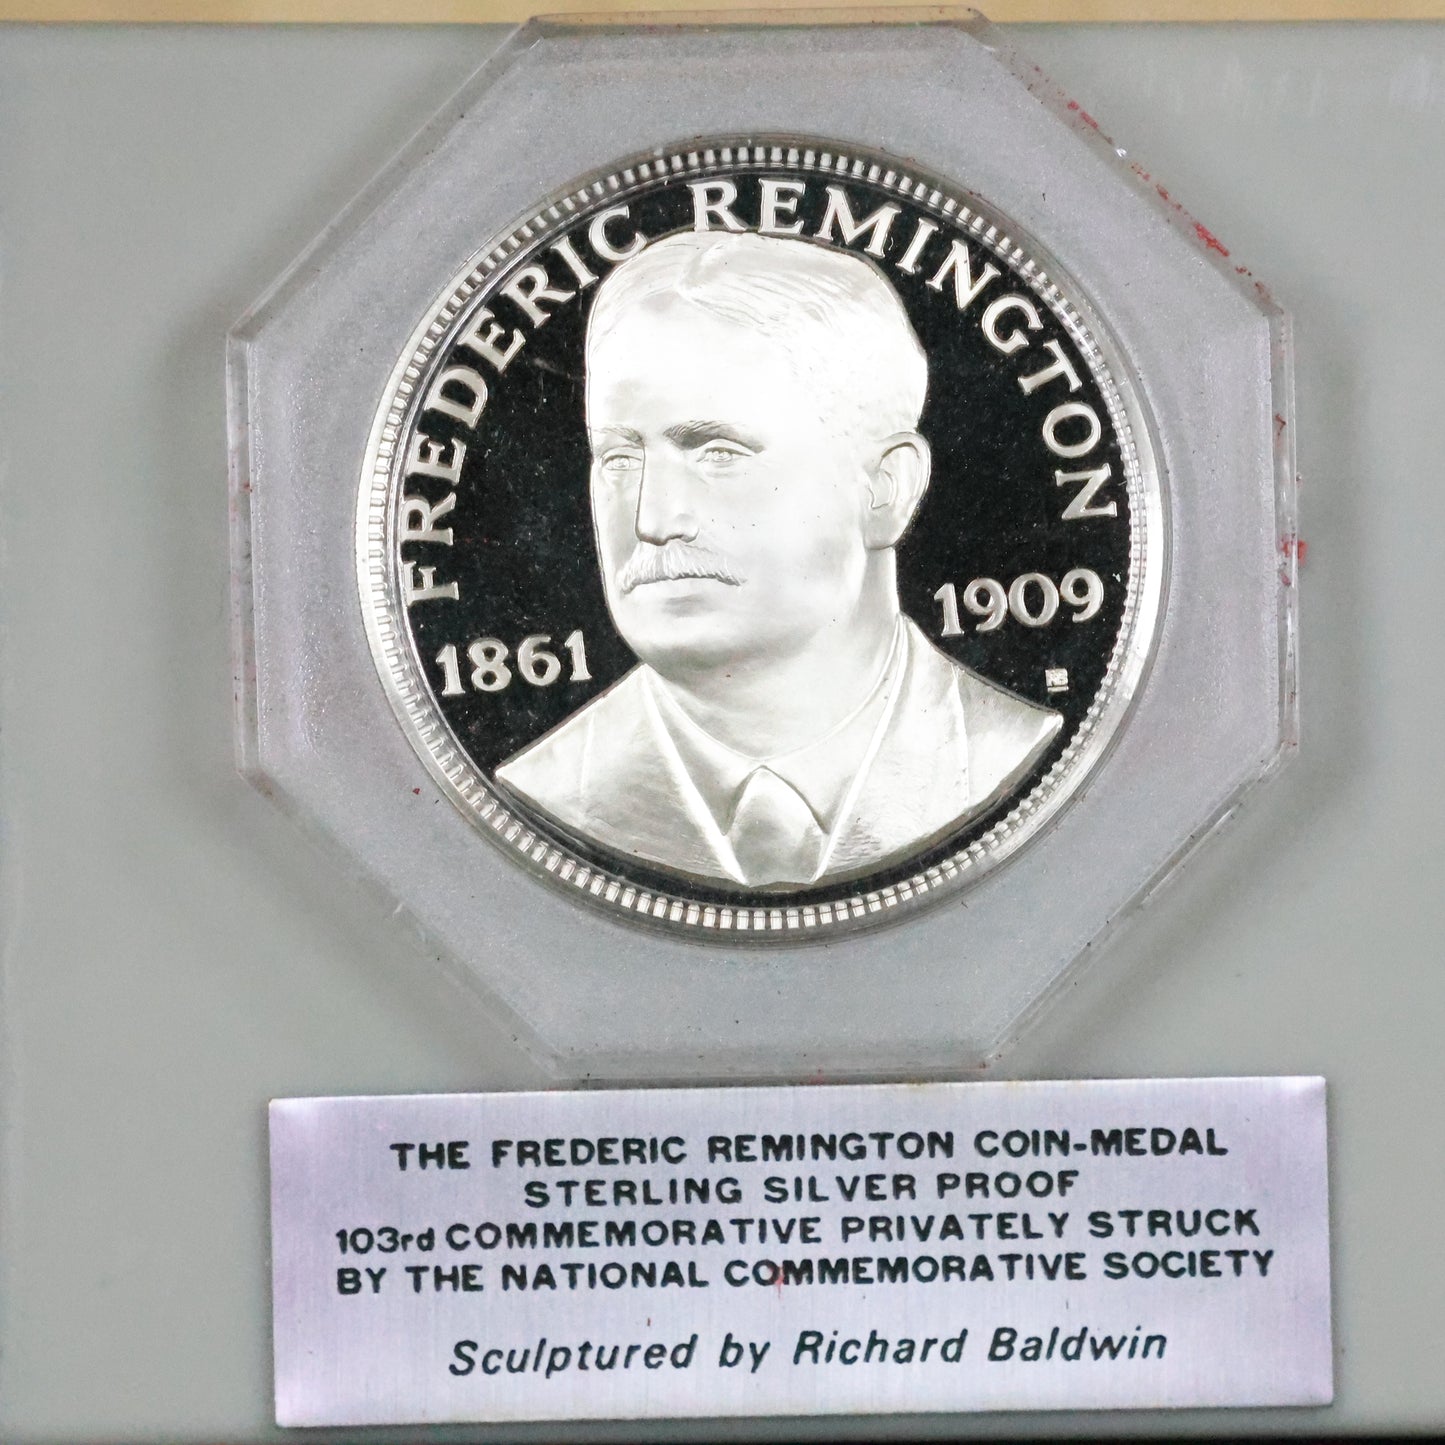 FREDERIC REMINGTON
1861
1909
RB
THE FREDERIC REMINGTON COIN-MEDAL
STERLING SILVER PROOF
103rd COMMEMORATIVE PRIVATELY STRUCK
BY THE NATIONAL COMMEMORATIVE SOCIETY
Sculptured by Richard Baldwin